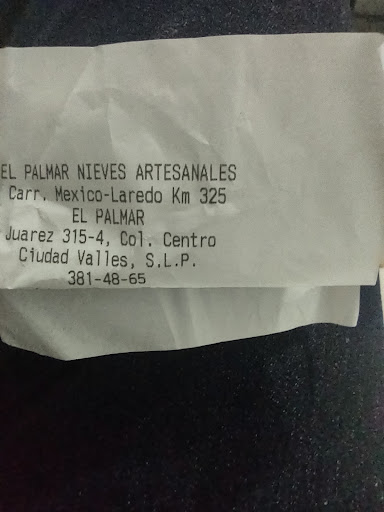 EL PALMAR NIEVES ARTESANALES
Carr. Mexico-Laredo Km 325
EL PALMAR
Juarez 315-4, Col. Centro
Ciudad Valles, S.L.P.
381-48-65